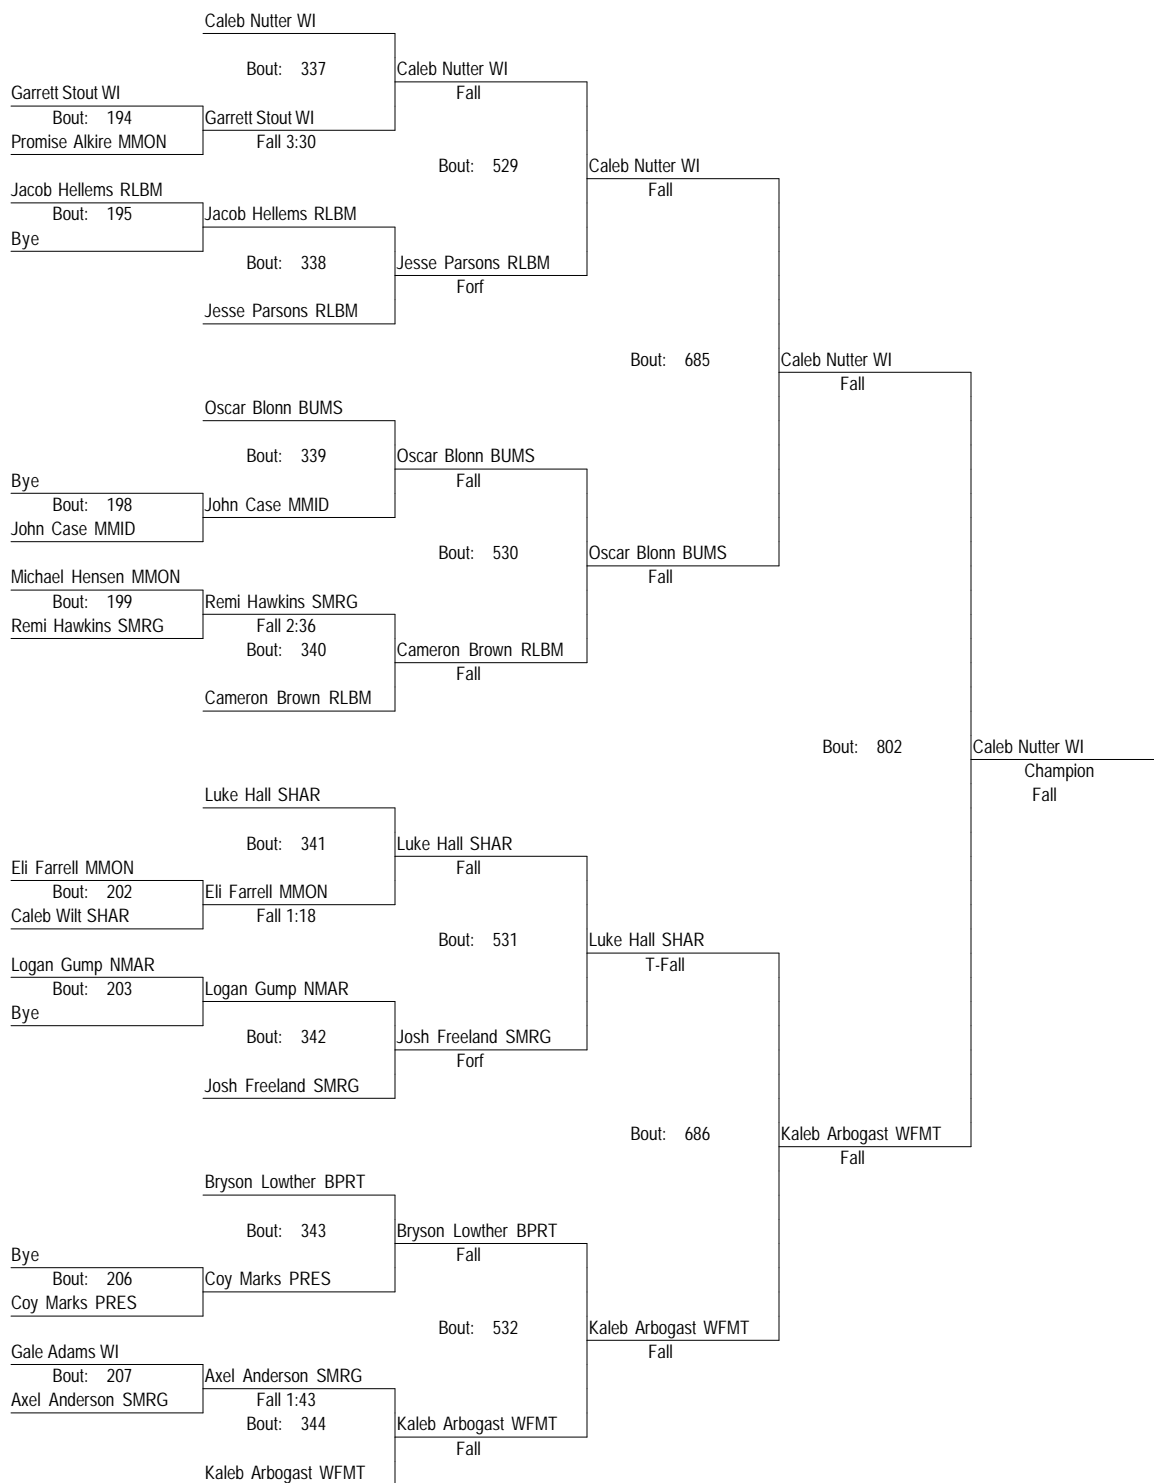 Caleb Nutter WI
Bout: 337
Caleb Nutter WI
Fall
Garrett Stout WI
Bout: 194
Garrett Stout WI
Promise Alkire MMON
Fall 3:30
Bout: 529
Caleb Nutter WI
Fall
Jacob Hellems RLBM
Bout: 195
Jacob Hellems RLBM
Bye
Bout: 338
Jesse Parsons RLBM
Forf
Jesse Parsons RLBM
Bout: 685
Caleb Nutter WI
Fall
Oscar Blonn BUMS
Bout: 339
Oscar Blonn BUMS
Fall
Bye
Bout: 198
John Case MMID
John Case MMID
Bout: 530
Oscar Blonn BUMS
Fall
Michael Hensen MMON
Bout: 199
Remi Hawkins SMRG
Remi Hawkins SMRG
Fall 2:36
Bout: 340
Cameron Brown RLBM
Fall
Cameron Brown RLBM
Bout: 802
Caleb Nutter WI
Champion
Fall
Luke Hall SHAR
Bout: 341
Luke Hall SHAR
Fall
Eli Farrell MMON
Bout: 202
Eli Farrell MMON
Caleb Wilt SHAR
Fall 1:18
Bout: 531
Luke Hall SHAR
T-Fall
Logan Gump NMAR
Bout: 203
Logan Gump NMAR
Bye
Bout: 342
Josh Freeland SMRG
Forf
Josh Freeland SMRG
Bout: 686
Kaleb Arbogast WFMT
Fall
Bryson Lowther BPRT
Bout: 343
Bryson Lowther BPRT
Fall
Bye
Bout: 206
Coy Marks PRES
Coy Marks PRES
Bout: 532
Kaleb Arbogast WFMT
Fall
Gale Adams WI
Bout: 207
Axel Anderson SMRG
Axel Anderson SMRG
Fall 1:43
Bout: 344
Kaleb Arbogast WFMT
Fall
Kaleb Arbogast WFMT